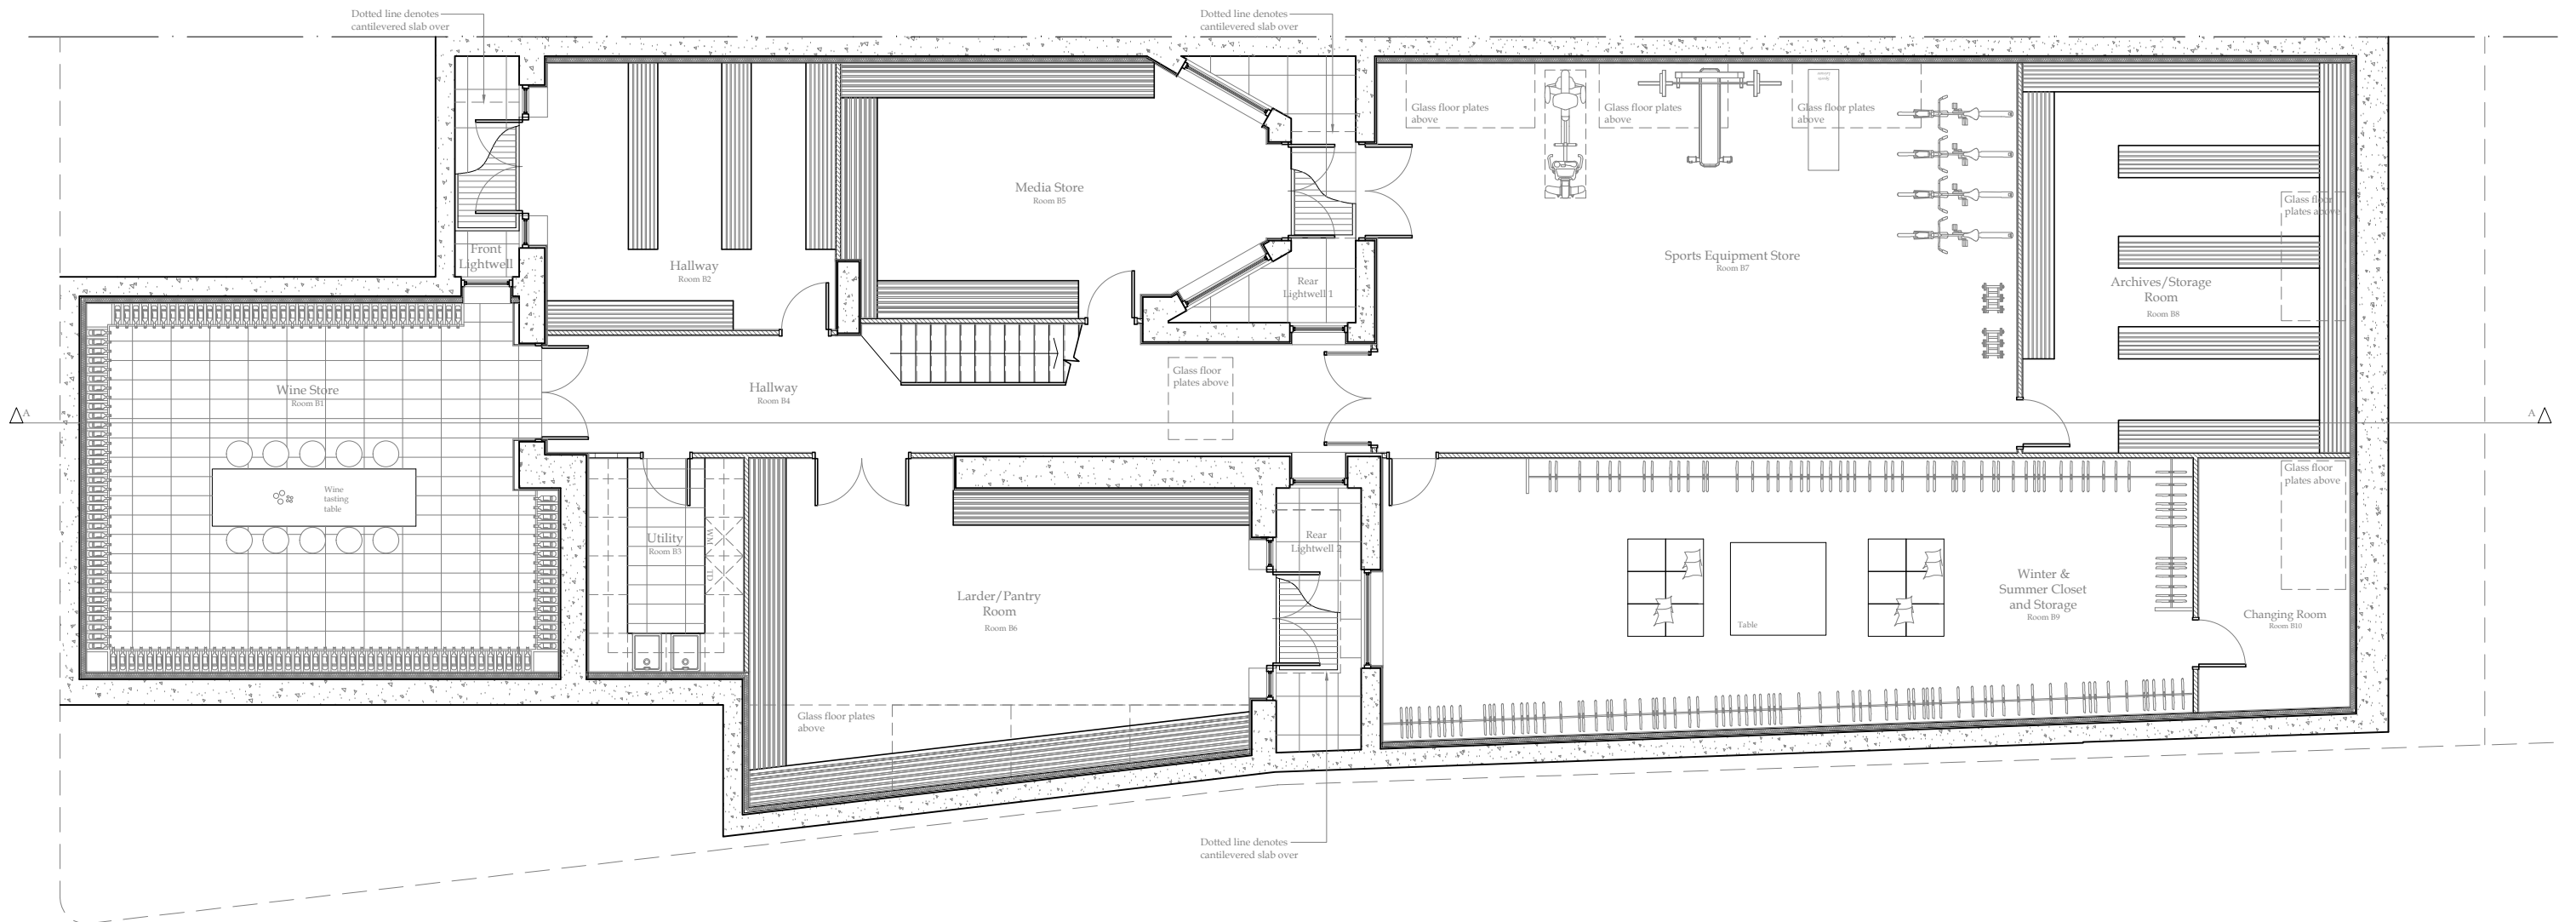 Dotted line denotes
cantilevered slab over
Dotted line denotes
cantilevered slab over
Glass floor plates
above
Glass floor plates
above
Glass floor plates
above
Media Store
Room B5
Glass floor
plates above
Front
Lightwell
Hallway
Room B2
Sports Equipment Store
Room B7
Rear
Lightwell 1
Archives/Storage
Room
Room B8
Wine Store
Room B1
Hallway
Room B4
Glass floor
plates above
A
A
Wine
tasting
table
Glass floor
plates above
Utility
Room B3
WM
TD
Rear
Lightwell 2
Larder/Pantry
Room
Room B6
Winter &
Summer Closet
and Storage
Room B9
Table
Changing Room
Room B10
Glass floor plates
above
Dotted line denotes
cantilevered slab over